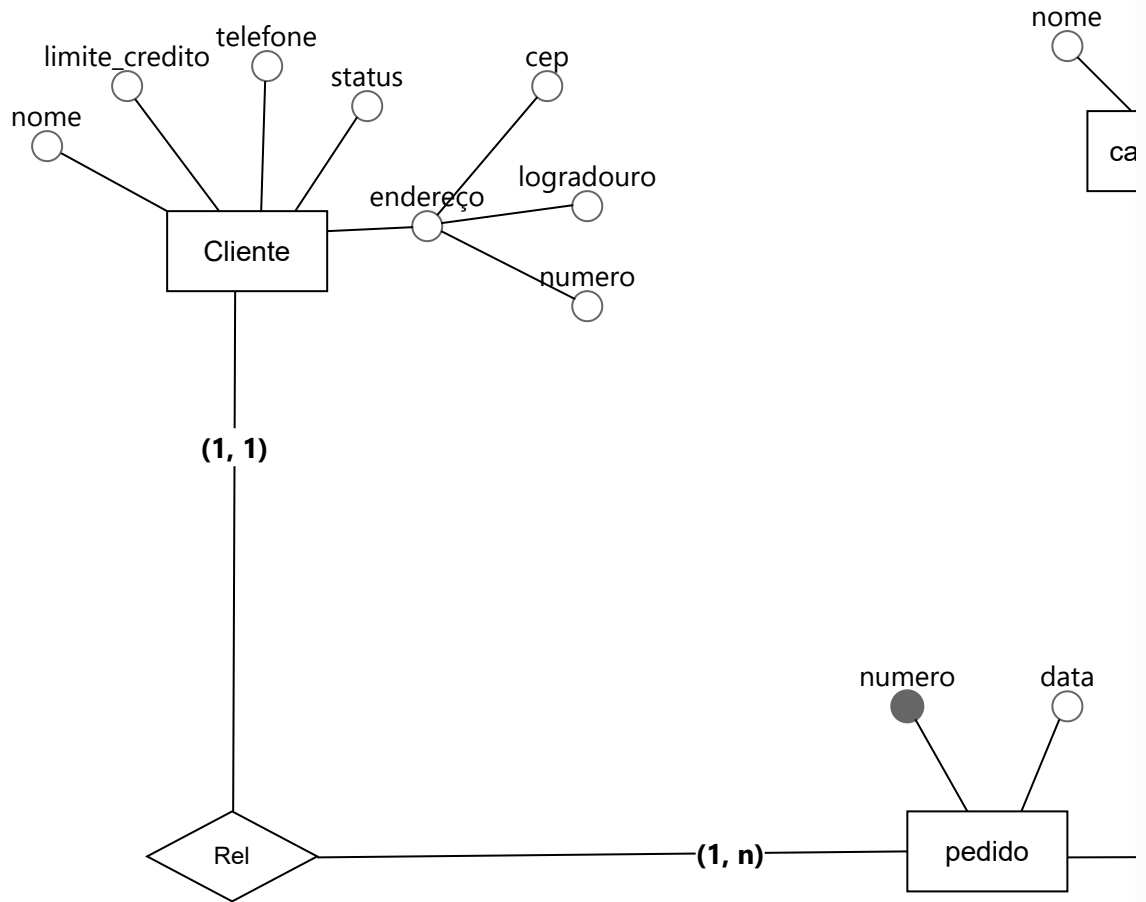 nome
telefone
limite_credito
status
cep
nome
logradouro
endereço
Cliente
numero
(1, 1)
numero
data
Rel
(1, n)
pedido